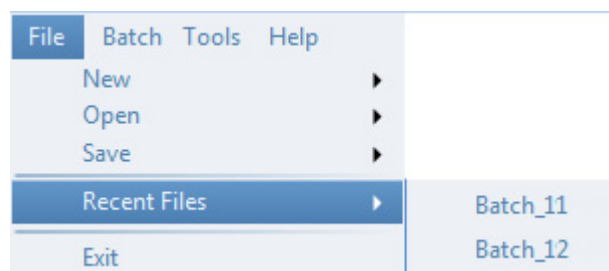 File Batch Tools Help
New
Open
Save
Recent Files
Batch_11
Exit
Batch_12